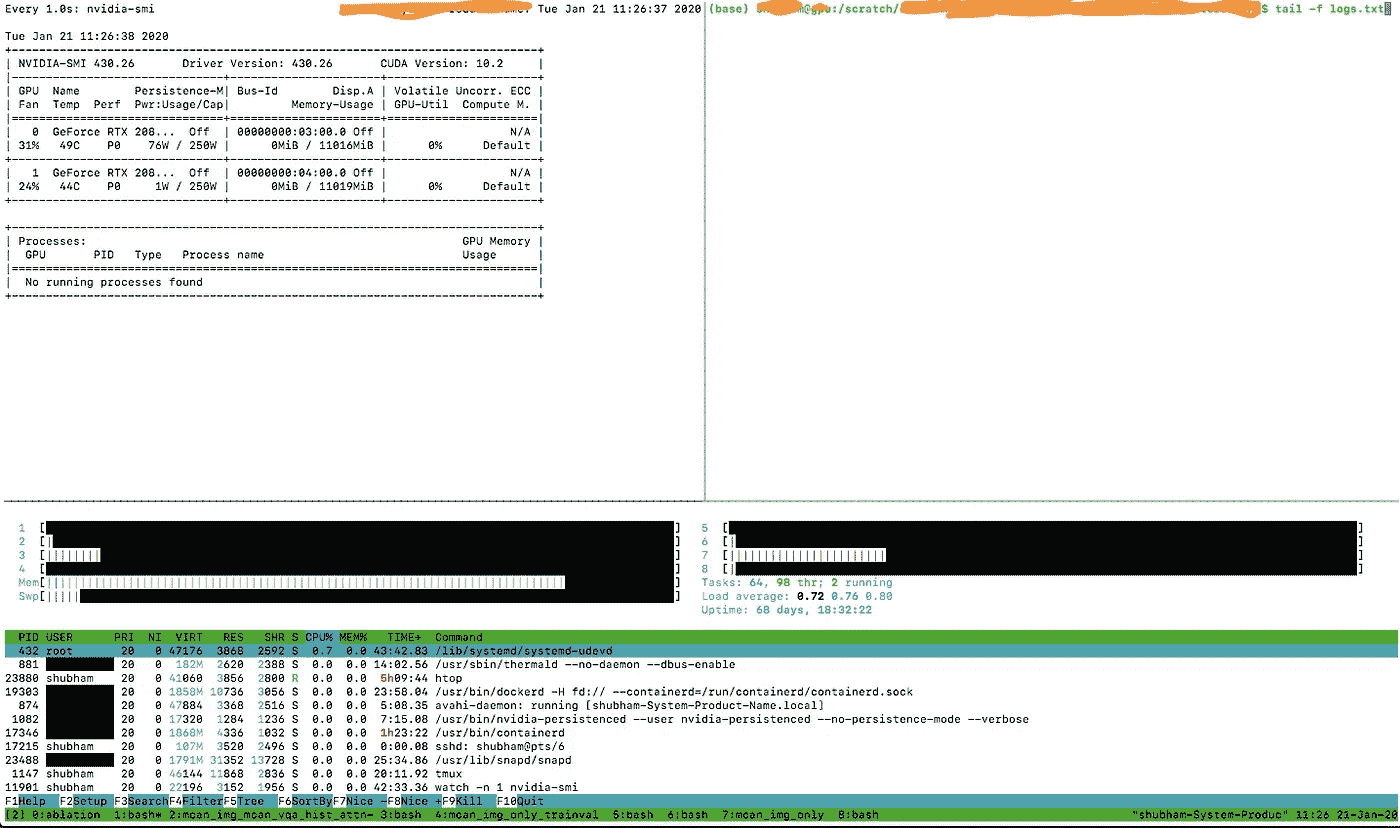 Every 1.0s: nvidia-smi
Tue Jan 21 11:26:37 2020
Tue Jan 21 11:26:38 2020
NVIDIA-SMI 430.26 Driver Version: 430.26 CUDA Version: 10.2
GPU Name Persistence-M| Bus-Id Disp.A | Volatile Uncorr. ECC
Fan Temp Perf Pwr:Usage/Cap| Memory-Usage | GPU-Util Compute M.
0 GeForce RTX 208... Off | 00000000:03:00.0 Off | N/A
31% 49C P0 76W / 250W | 0MiB / 11016MiB | 0% Default
1 GeForce RTX 208... Off | 00000000:04:00.0 Off | N/A
24% 44C P0 1W / 250W | 0MiB / 11019MiB | 0% Default
Processes: GPU Memory
GPU PID Type Process name Usage
No running processes found
(base) @gpu:/scratch/ $ tail -f logs.txt
1 [ ]
2 [ ]
3 [ ]
4 [ ]
Mem[ ]
Swp[ ]
5 [ ]
6 [ ]
7 [ ]
8 [ ]
Tasks: 64, 98 thr; 2 running
Load average: 0.72 0.76 0.80
Uptime: 68 days, 18:32:22
PID USER PRI NI VIRT RES SHR S CPU% MEM% TIME+ Command
432 root 20 0 47176 3868 2592 S 0.7 0.0 43:42.83 /lib/systemd/systemd-udevd
881 20 0 182M 2620 2388 S 0.0 0.0 14:02.56 /usr/sbin/thermald --no-daemon --dbus-enable
23880 shubham 20 0 41060 3856 2800 R 0.0 0.0 5h09:44 htop
19303 20 0 1858M 10736 3056 S 0.0 0.0 23:58.04 /usr/bin/dockerd -H fd:// --containerd=/run/containerd/containerd.sock
874 20 0 47884 3368 2516 S 0.0 0.0 5:08.35 avahi-daemon: running [shubham-System-Product-Name.local]
1082 20 0 17320 1284 1236 S 0.0 0.0 7:15.08 /usr/bin/nvidia-persistenced --user nvidia-persistenced --no-persistence-mode --verbose
17346 20 0 1868M 4336 1032 S 0.0 0.0 1h23:22 /usr/bin/containerd
17215 shubham 20 0 107M 3520 2496 S 0.0 0.0 0:00.08 sshd: shubham@pts/6
23488 20 0 1791M 31352 13728 S 0.0 0.0 25:34.86 /usr/lib/snapd/snapd
1147 shubham 20 0 46144 11868 2836 S 0.0 0.0 20:11.92 tmux
11901 shubham 20 0 22196 3152 1956 S 0.0 0.0 42:33.36 watch -n 1 nvidia-smi
F1Help F2Setup F3SearchF4FilterF5Tree F6SortByF7Nice -F8Nice +F9Kill F10Quit
[2] 0:ablation 1:bash* 2:mcan_img_mcan_vqa_hist_attn- 3:bash 4:mcan_img_only_trainval 5:bash 6:bash 7:mcan_img_only 8:bash "shubham-System-Produc" 11:26 21-Jan-20